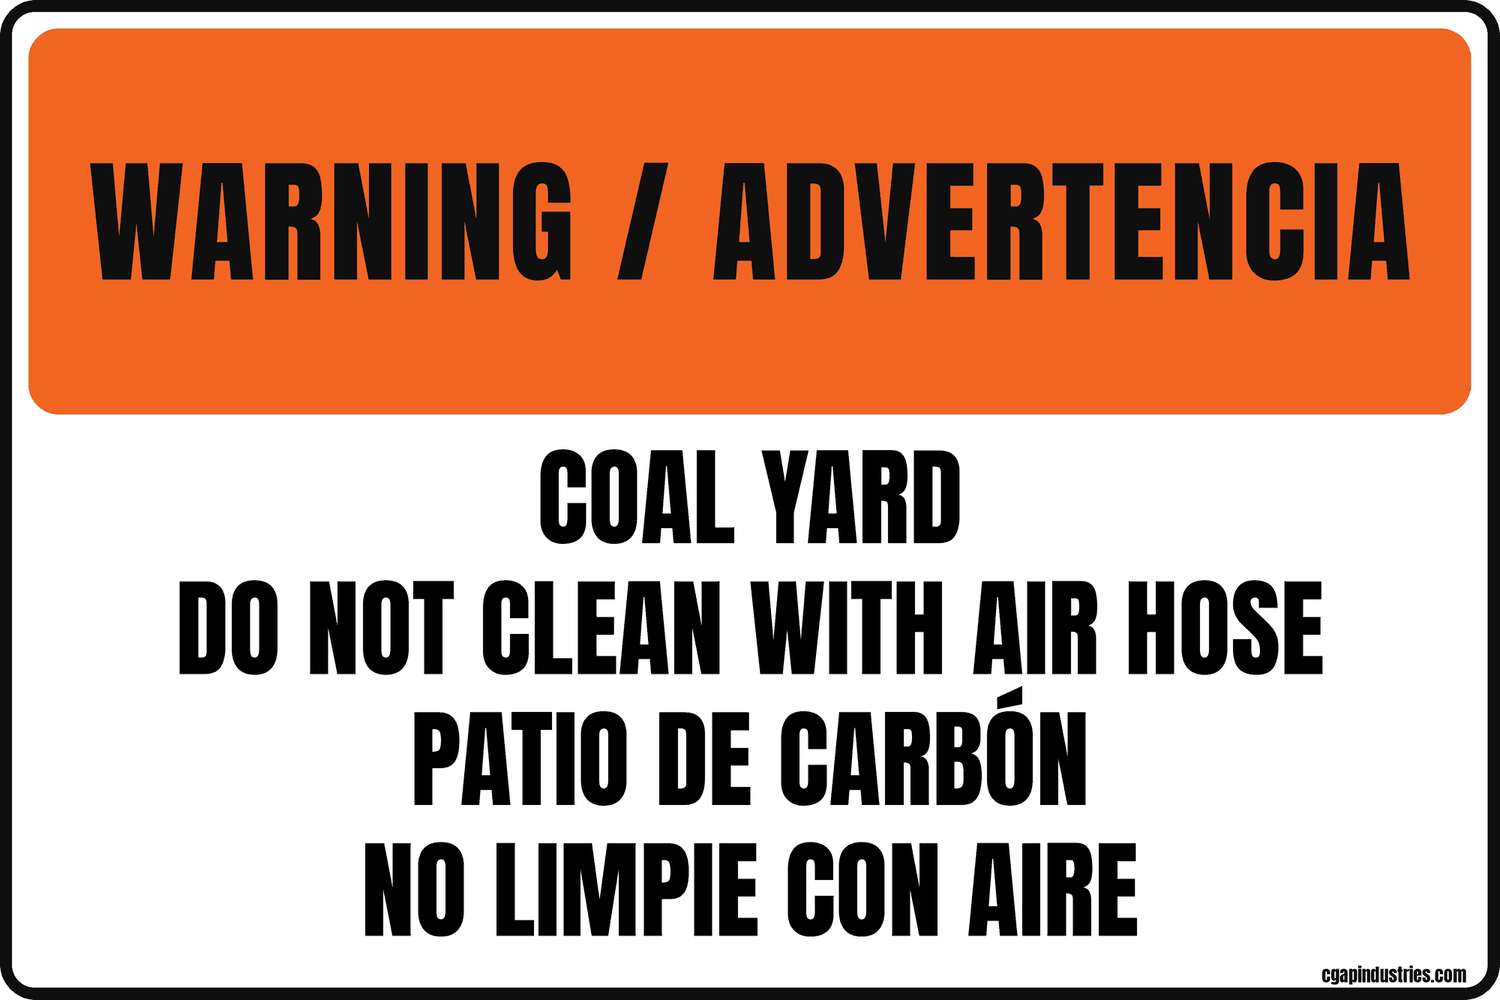 WARNING / ADVERTENCIA
COAL YARD
DO NOT CLEAN WITH AIR HOSE
PATIO DE CARBÓN
NO LIMPIE CON AIRE
cgapindustries.com